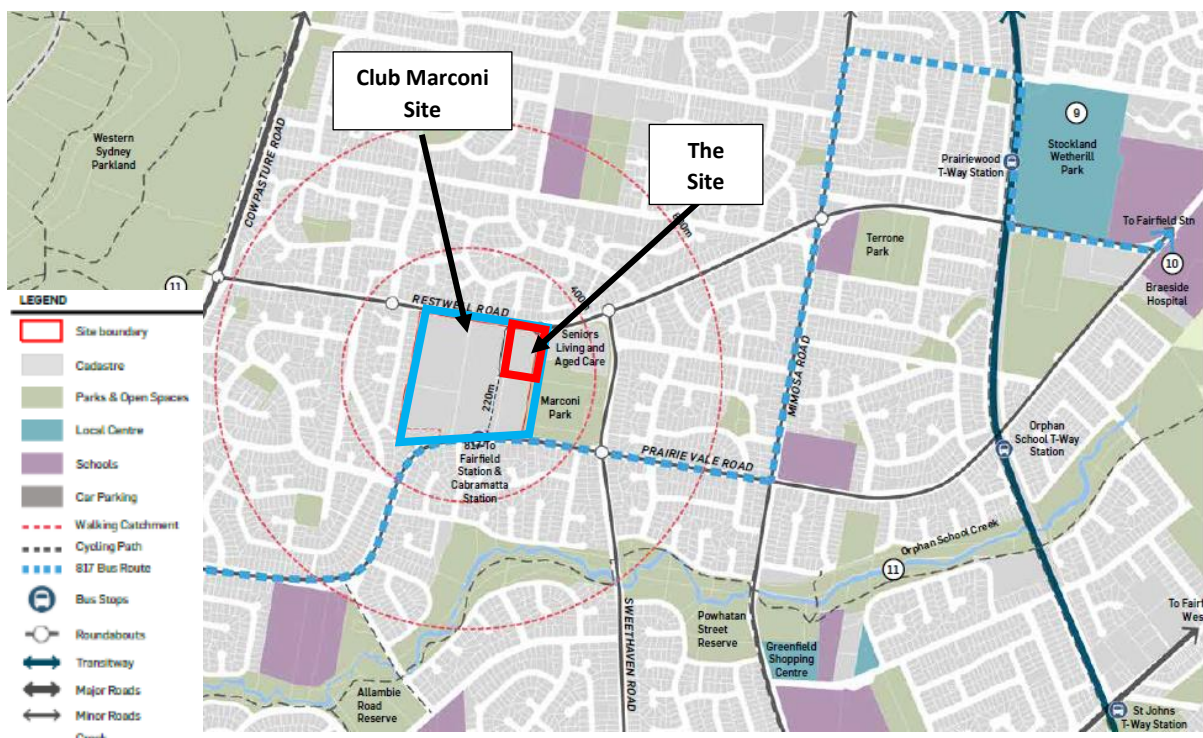 Club Marconi
Site
The
Site
Western
Sydney
Parkland
COWPASTURE ROAD
9
Stockland
Wetherill
Park
Prairiewood
T-Way Station
To Fairfield Stn
10
Braeside
Hospital
Terrone
Park
11
RESTWELL ROAD
400m
Seniors
Living and
Aged Care
220m
Marconi
Park
MIMOSA ROAD
817 To
Fairfield
Station &
Cabramatta
Station
PRAIRIE VALE ROAD
Orphan
School T-Way
Station
Orphan School Creek
11
SWEETHAVEN ROAD
Powhatan
Street
Reserve
Greenfield
Shopping
Centre
Allambie
Road
Reserve
To Fairf
West
St Johns
T-Way Station
LEGEND
Site boundary
Cadastre
Parks & Open Spaces
Local Centre
Schools
Car Parking
Walking Catchment
Cycling Path
817 Bus Route
Bus Stops
Roundabouts
Transitway
Major Roads
Minor Roads